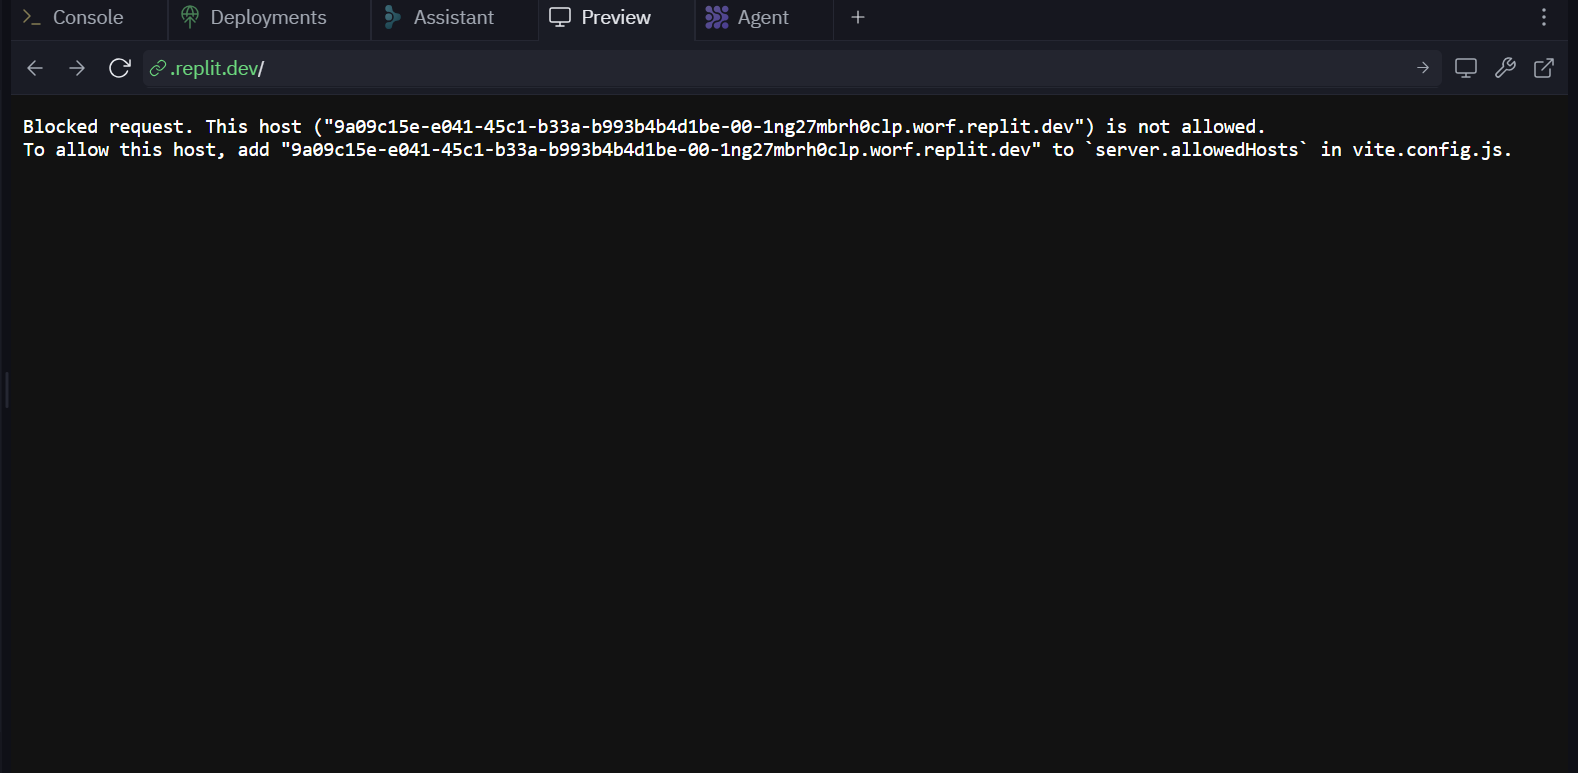 Console Deployments Assistant Preview Agent
.replit.dev/
Blocked request. This host ("9a09c15e-e041-45c1-b33a-b993b4b4d1be-00-1ng27mbrh0clp.worf.replit.dev") is not allowed.
To allow this host, add "9a09c15e-e041-45c1-b33a-b993b4b4d1be-00-1ng27mbrh0clp.worf.replit.dev" to `server.allowedHosts` in vite.config.js.